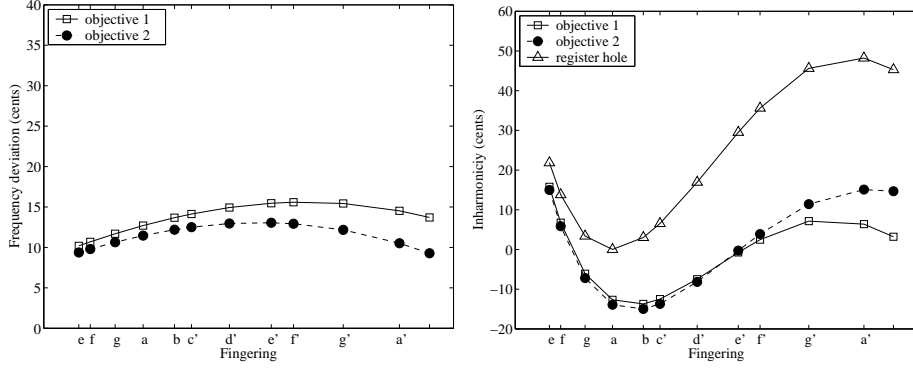 40
35
30
25
20
15
10
5
0
Frequency deviation (cents)
objective 1
objective 2
e f g a b c' d' e' f' g' a'
Fingering
60
50
40
30
20
10
0
−10
−20
Inharmoniciy (cents)
objective 1
objective 2
register hole
e f g a b c' d' e' f' g' a'
Fingering